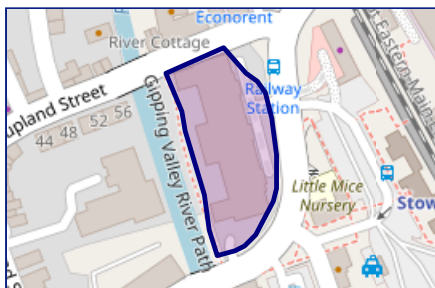 Econorent
River Cottage
upland Street
Railway
Station
56
52
48
44
Gipping Valley River Path
t Eastern Main
Little Mice
Nursery
Stow